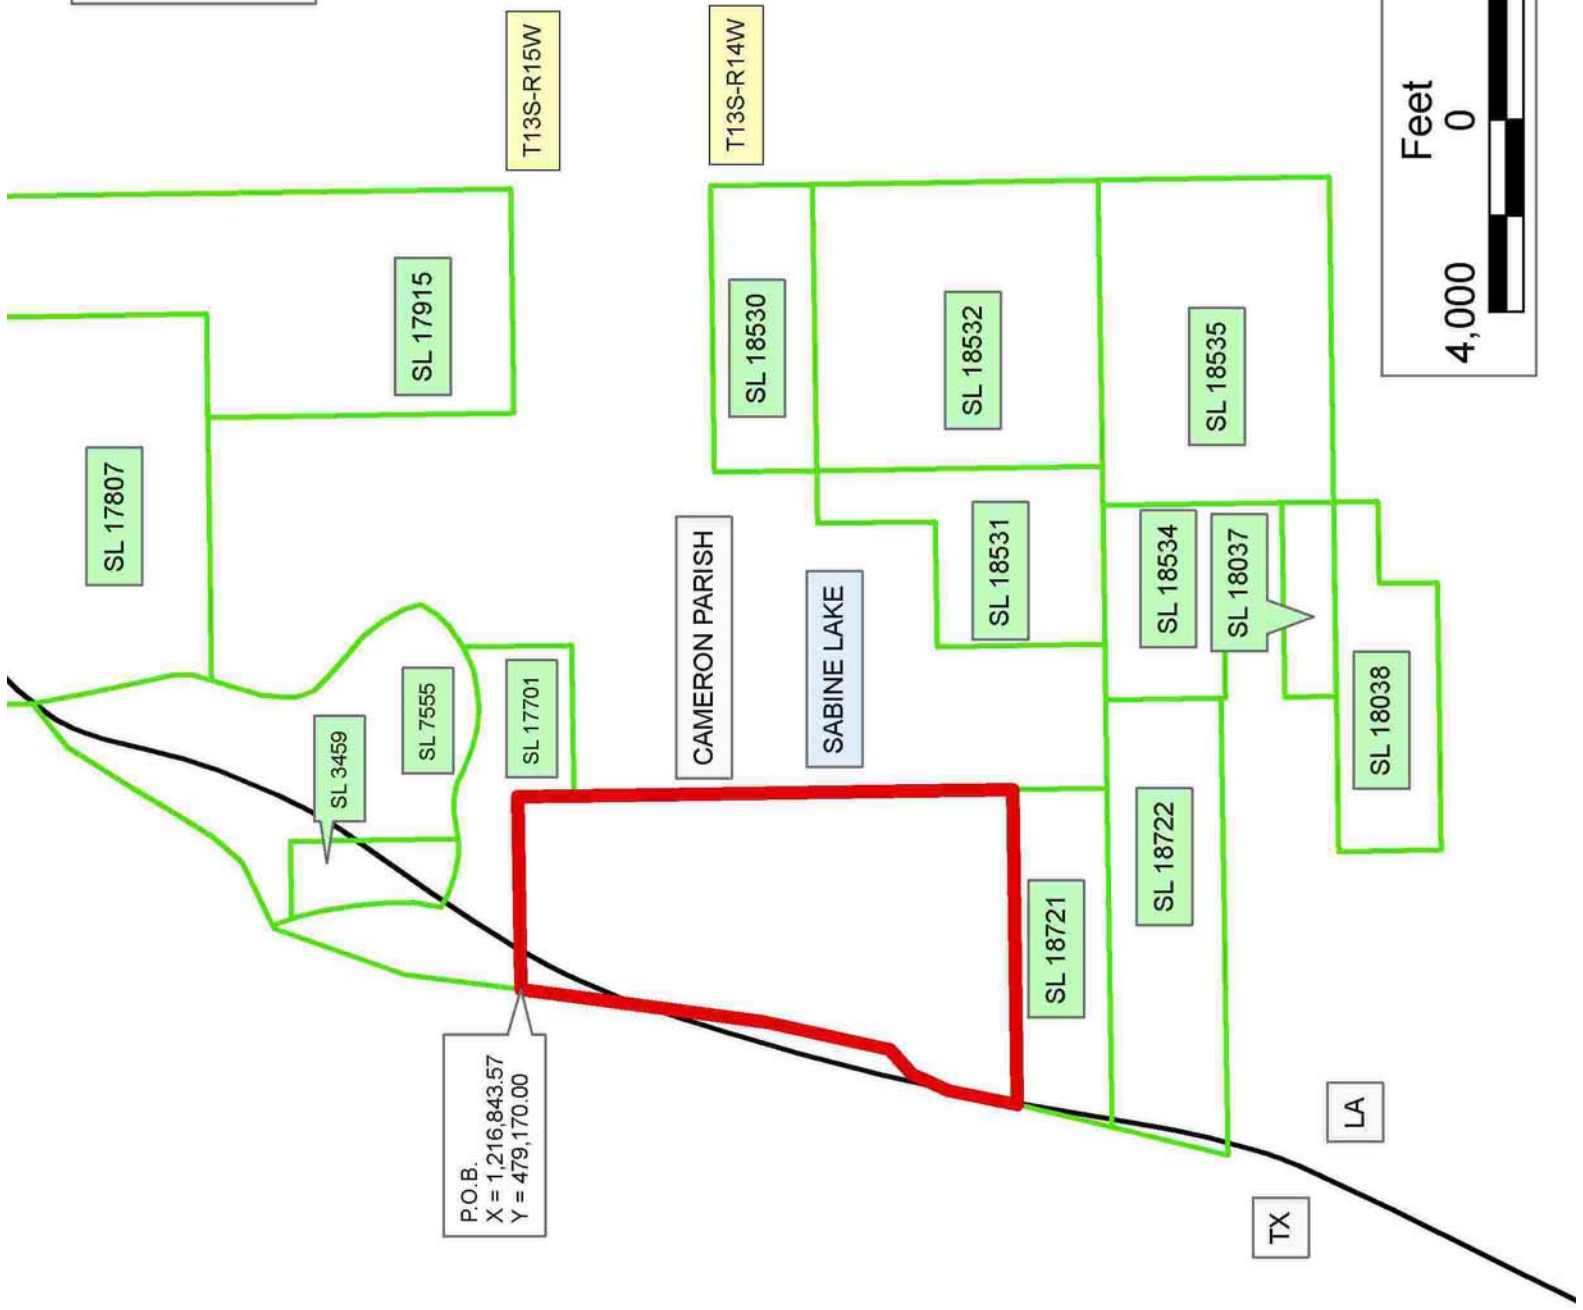 T13S-R15W
T13S-R14W
SL 17807
SL 17915
SL 3459
SL 7555
SL 17701
CAMERON PARISH
SABINE LAKE
SL 18530
SL 18532
SL 18531
SL 18535
SL 18534
SL 18037
SL 18038
SL 18721
SL 18722
P.O.B.
X = 1,216,843.57
Y = 479,170.00
TX
LA
Feet
4,000 0